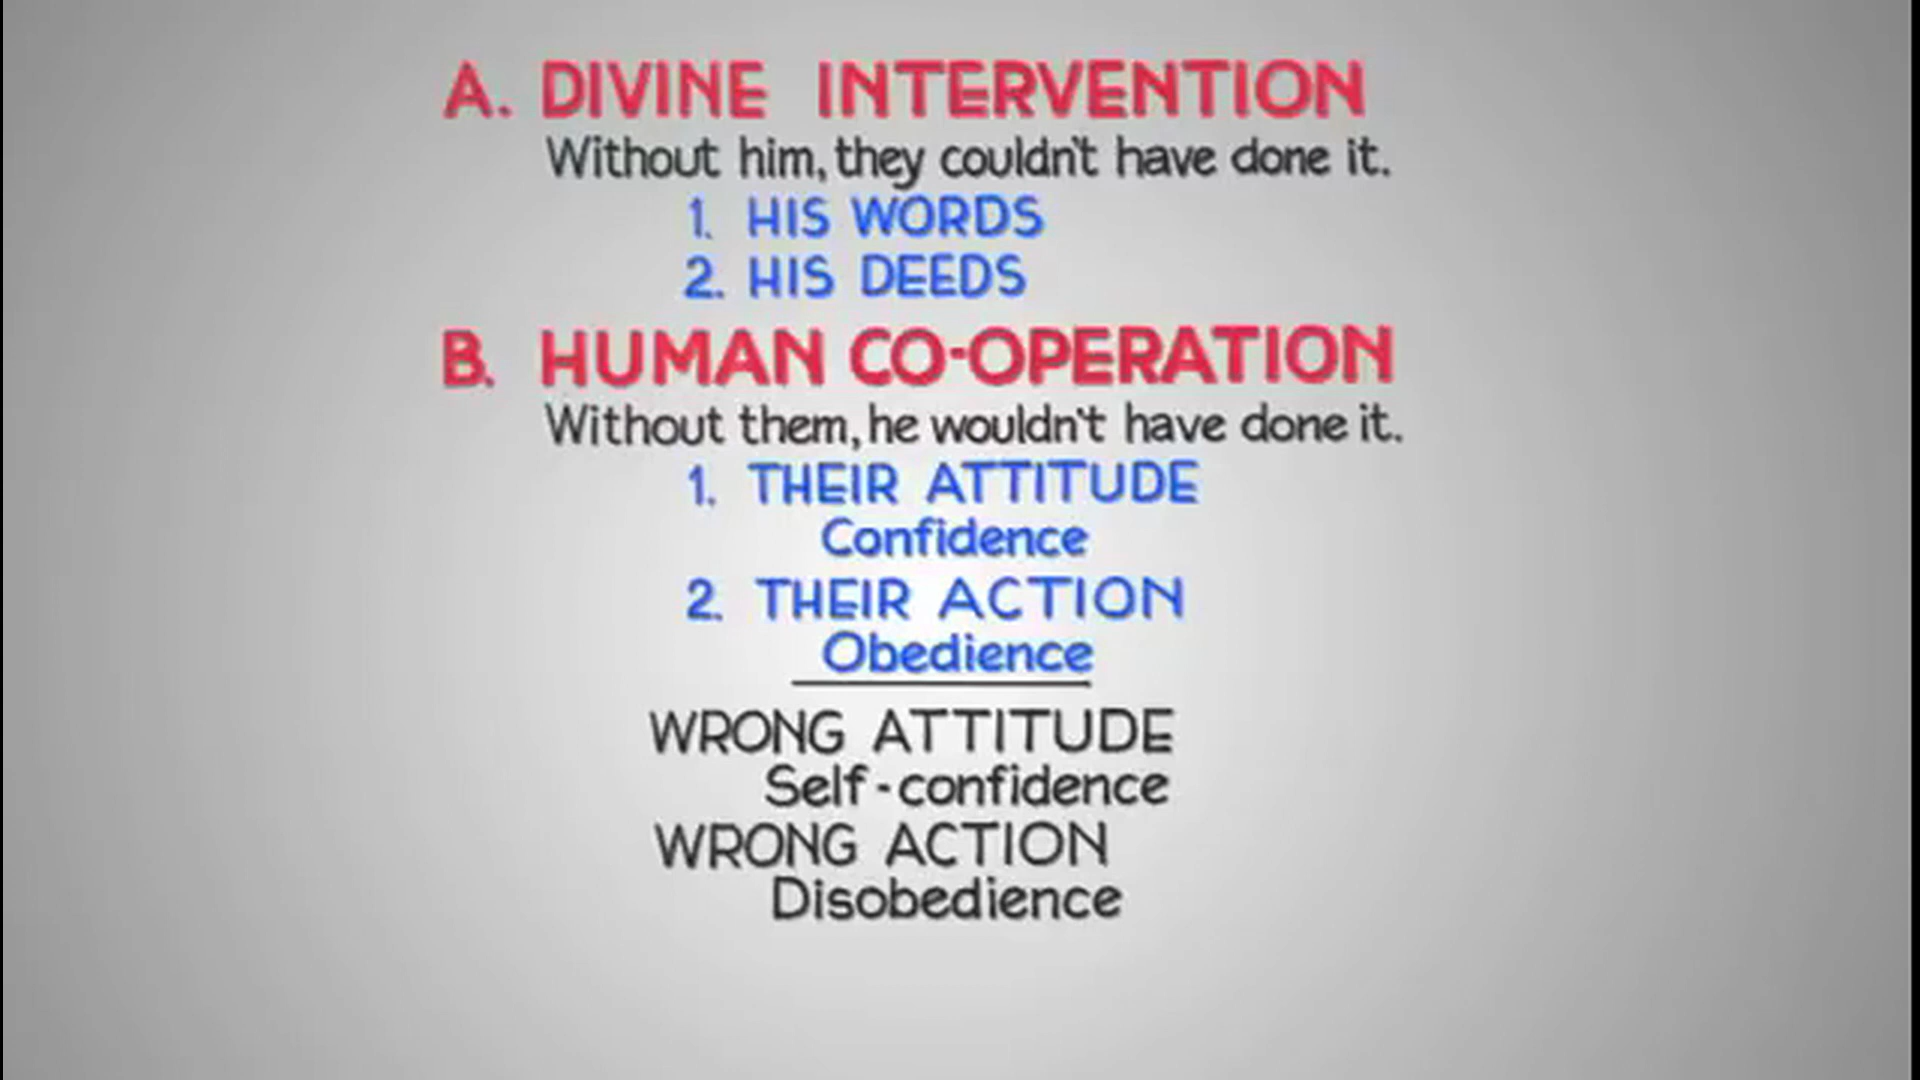 A. DIVINE INTERVENTION
Without him, they couldn't have done it.
1. HIS WORDS
2. HIS DEEDS
B. HUMAN CO-OPERATION
Without them, he wouldn't have done it.
1. THEIR ATTITUDE
Confidence
2. THEIR ACTION
Obedience
WRONG ATTITUDE
Self-confidence
WRONG ACTION
Disobedience